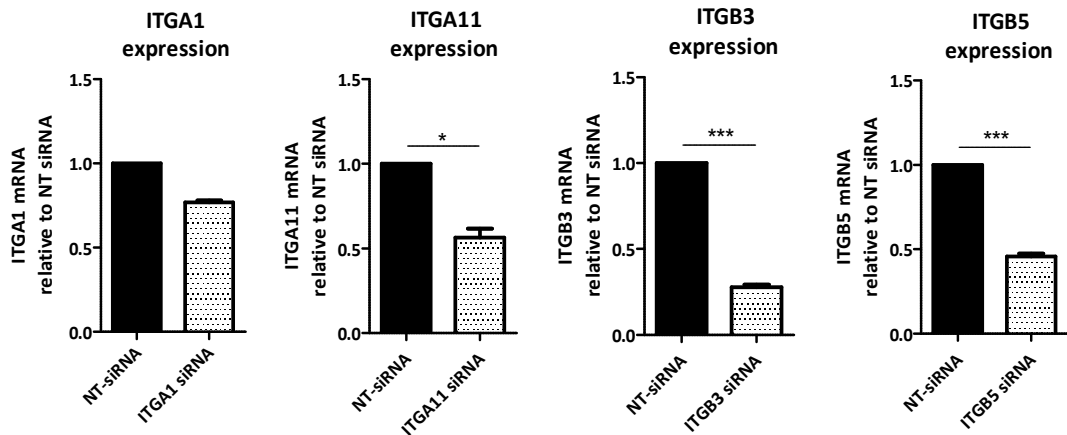 ITGA1
expression
ITGA1 mRNA
relative to NT siRNA
1.5
1.0
0.5
0.0
NT-siRNA
ITGA1 siRNA
ITGA11
expression
ITGA11 mRNA
relative to NT siRNA
1.5
1.0
0.5
0.0
*
NT-siRNA
ITGA11 siRNA
ITGB3
expression
ITGB3 mRNA
relative to NT siRNA
1.5
1.0
0.5
0.0
***
NT-siRNA
ITGB3 siRNA
ITGB5
expression
ITGB5 mRNA
relative to NT siRNA
1.5
1.0
0.5
0.0
***
NT-siRNA
ITGB5 siRNA